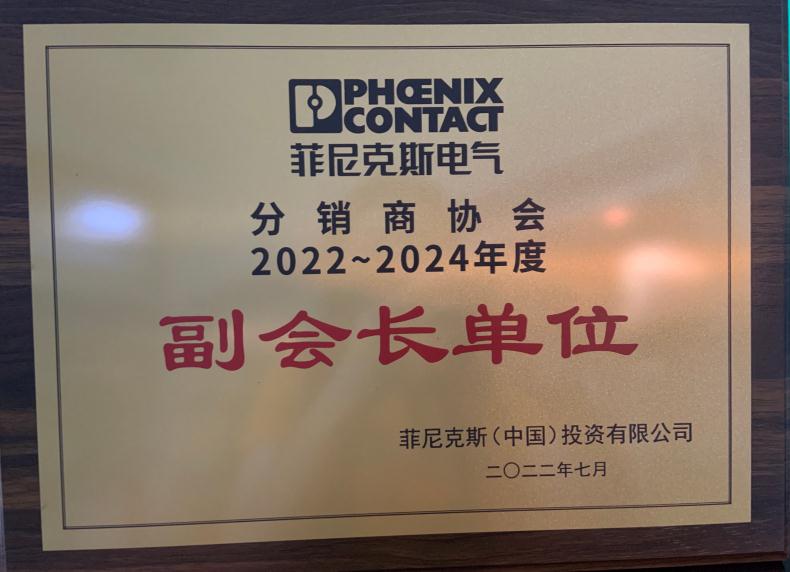 PHŒNIX
CONTACT
菲尼克斯电气
分销商协会
2022~2024年度
副会长单位
菲尼克斯（中国）投资有限公司
二〇二二年七月